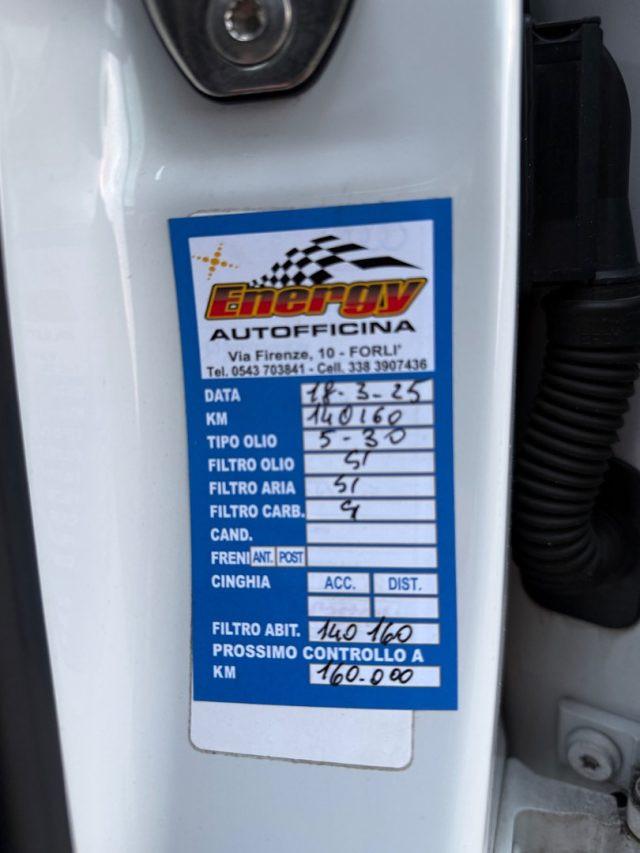 Energy
AUTOFFICINA
Via Firenze, 10 - FORLI'
Tel. 0543 703841 - Cell. 338 3907436
DATA 18-3-25
KM 140160
TIPO OLIO 5-30
FILTRO OLIO SI
FILTRO ARIA SI
FILTRO CARB.
CAND.
FRENI ANT. POST
CINGHIA ACC. DIST.
FILTRO ABIT. 140160
PROSSIMO CONTROLLO A
KM 160.000